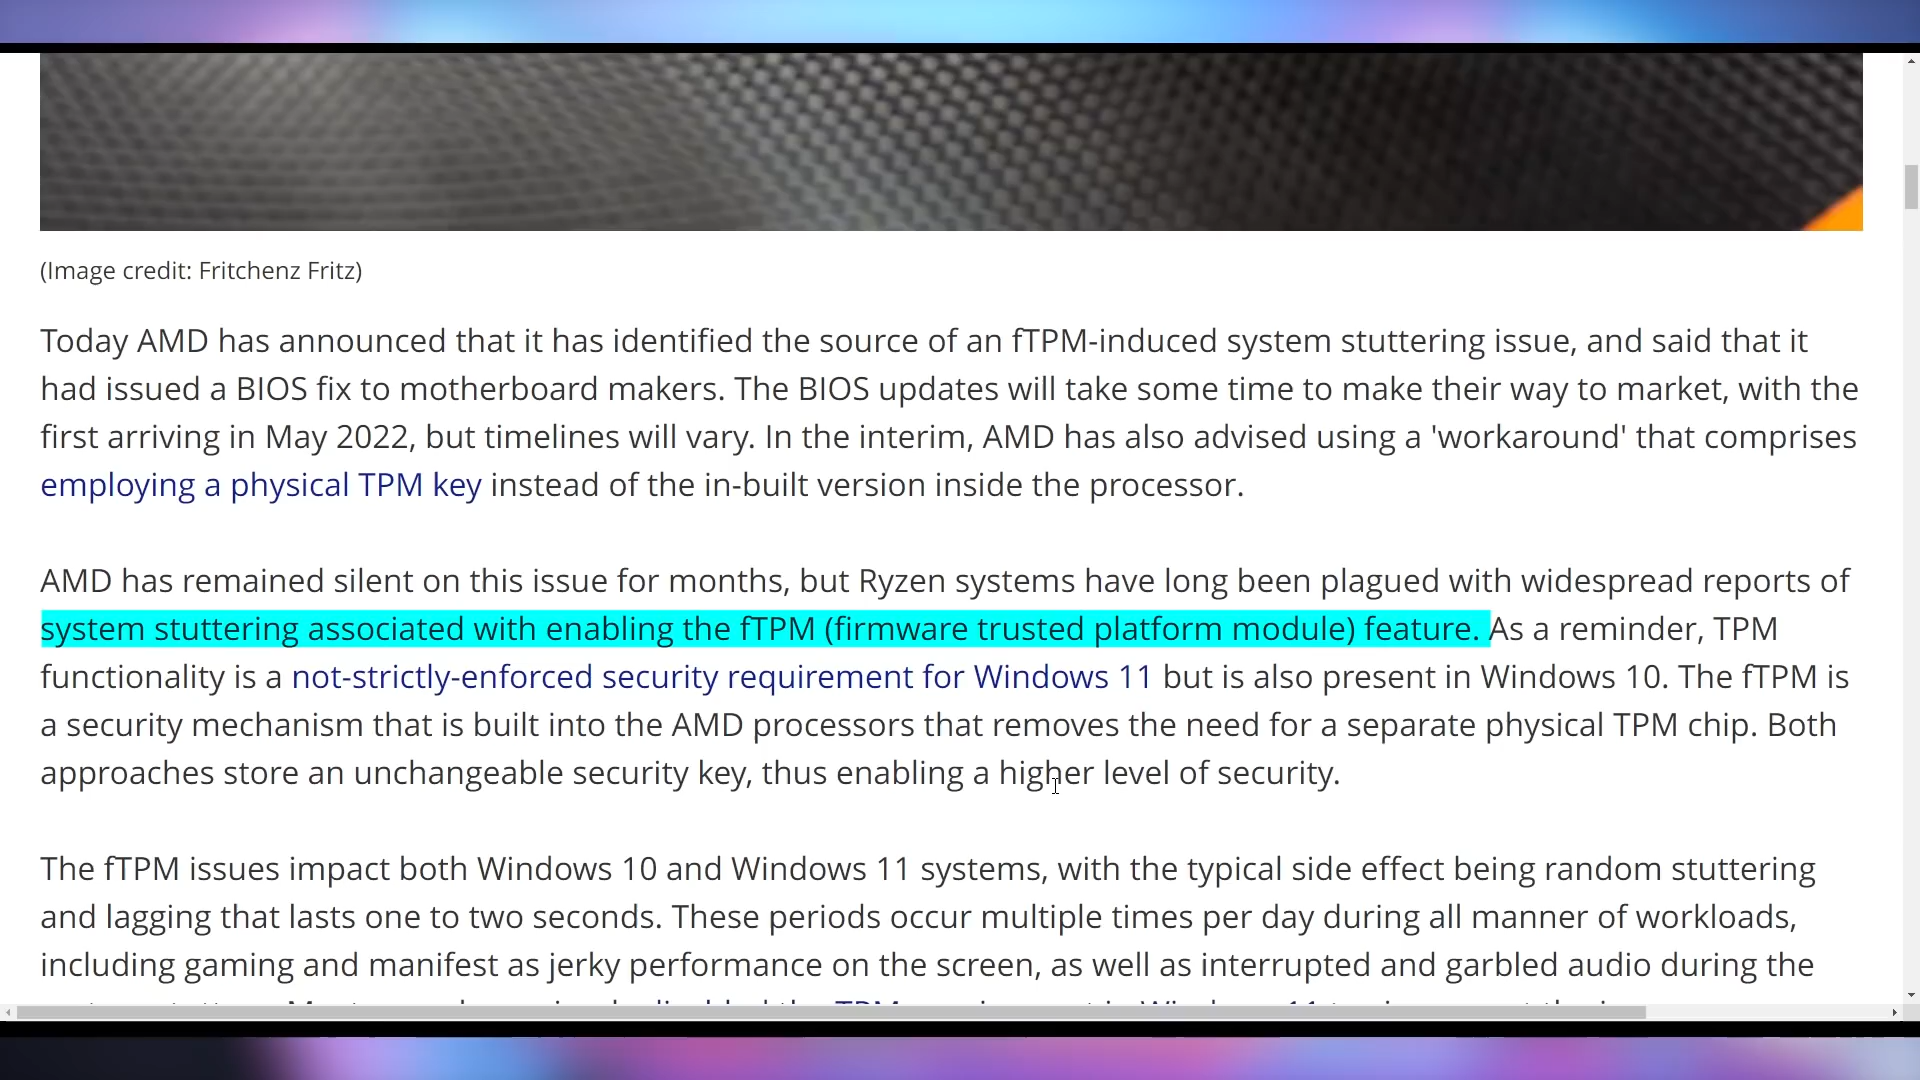 (Image credit: Fritchenz Fritz)
Today AMD has announced that it has identified the source of an fTPM-induced system stuttering issue, and said that it
had issued a BIOS fix to motherboard makers. The BIOS updates will take some time to make their way to market, with the
first arriving in May 2022, but timelines will vary. In the interim, AMD has also advised using a 'workaround' that comprises
employing a physical TPM key instead of the in-built version inside the processor.
AMD has remained silent on this issue for months, but Ryzen systems have long been plagued with widespread reports of
system stuttering associated with enabling the fTPM (firmware trusted platform module) feature. As a reminder, TPM
functionality is a not-strictly-enforced security requirement for Windows 11 but is also present in Windows 10. The fTPM is
a security mechanism that is built into the AMD processors that removes the need for a separate physical TPM chip. Both
approaches store an unchangeable security key, thus enabling a higher level of security.
The fTPM issues impact both Windows 10 and Windows 11 systems, with the typical side effect being random stuttering
and lagging that lasts one to two seconds. These periods occur multiple times per day during all manner of workloads,
including gaming and manifest as jerky performance on the screen, as well as interrupted and garbled audio during the